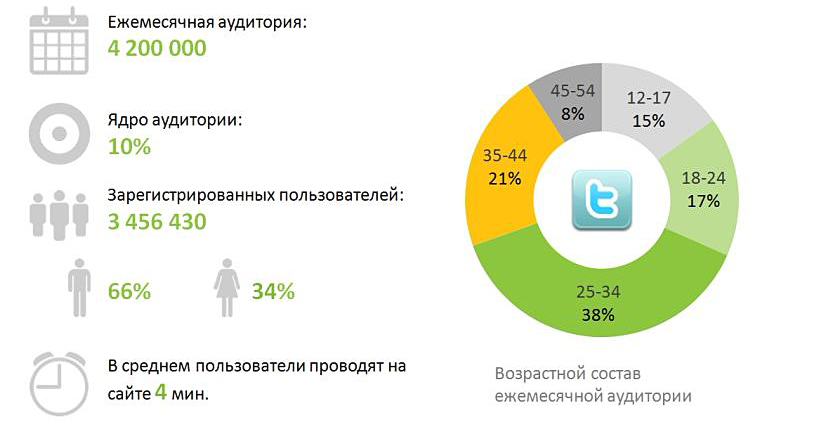 Ежемесячная аудитория:
4 200 000
Ядро аудитории:
10%
Зарегистрированных пользователей:
3 456 430
66%
34%
В среднем пользователи проводят на
сайте 4 мин.
45-54
8%
12-17
15%
35-44
21%
18-24
17%
25-34
38%
t
Возрастной состав
ежемесячной аудитории